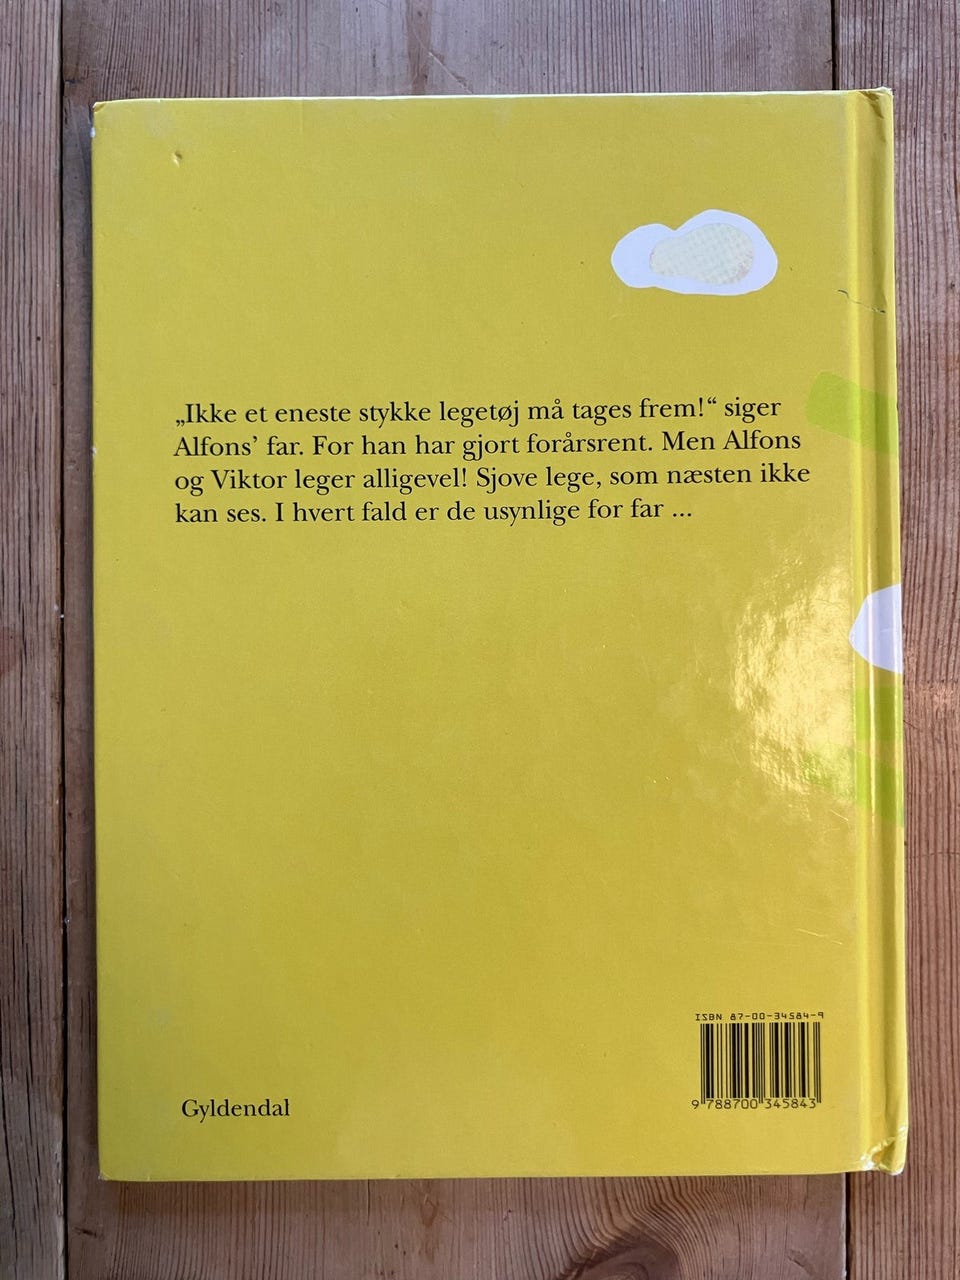 „Ikke et eneste stykke legetøj må tages frem!“ siger
Alfons’ far. For han har gjort forårsrent. Men Alfons
og Viktor leger alligevel! Sjove lege, som næsten ikke
kan ses. I hvert fald er de usynlige for far ...
ISBN 87-00-34584-9
9 788700 345843
Gyldendal